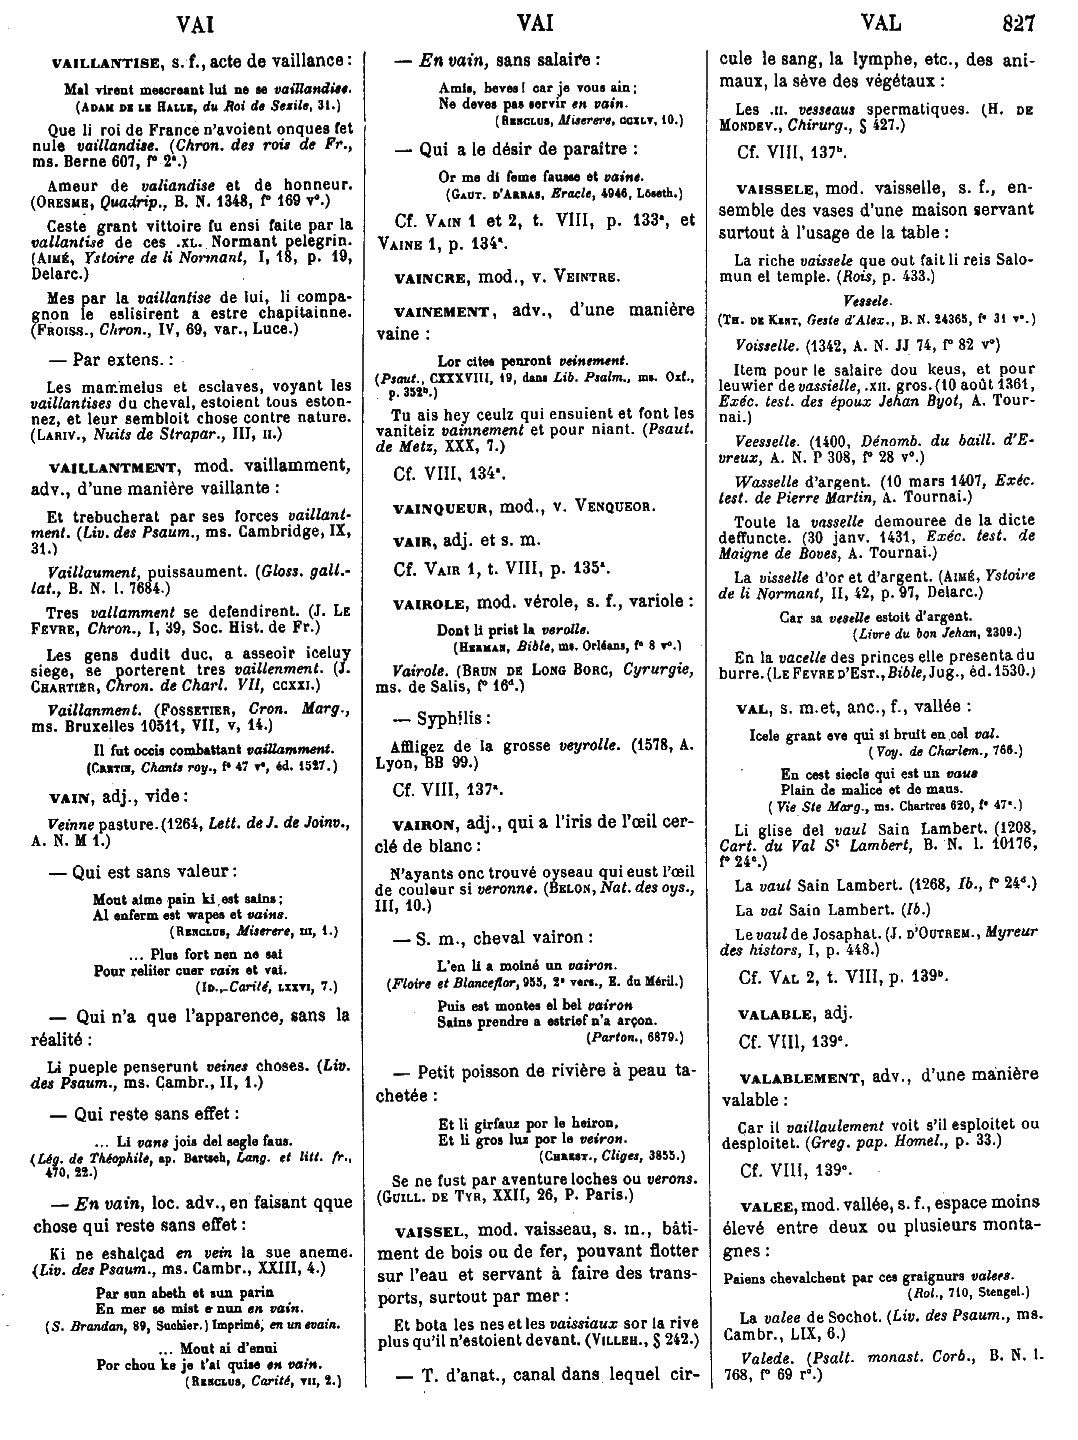 VAI
VAI
VAL
827
VAILLANTISE, s. f., acte de vaillance :
Mal virent mescreant lui ne se vaillandise.
(ADAM DE LE HALLE, du Roi de Sezile, 31.)
Que li roi de France n'avoient onques fet
nule vaillandise. (Chron. des rois de Fr.,
ms. Berne 607, f° 2ª.)
Ameur de valiandise et de honneur.
(ORESME, Quadrip., B. N. 1348, f° 169 v°.)
Ceste grant vittoire fu ensi faite par la
vallantise de ces .XL. Normant pelegrin.
(AIMÉ, Ystoire de li Normant, I, 18, p. 19,
Delarc.)
Mes par la vaillantise de lui, li compa-
gnon le eslisirent a estre chapitainne.
(FROISS., Chron., IV, 69, var., Luce.)
— Par extens. :
Les mammelus et esclaves, voyant les
vaillantises du cheval, estoient tous eston-
nez, et leur sembloit chose contre nature.
(LARIV., Nuits de Strapar., III, II.)
VAILLANTMENT, mod. vaillamment,
adv., d'une manière vaillante :
Et trebucherat par ses forces vaillant-
ment. (Liv. des Psaum., ms. Cambridge, IX,
31.)
Vaillaument, puissaument. (Gloss. gall.-
lat., B. N. l. 7684.)
Tres vallamment se defendirent. (J. LE
FEVRE, Chron., I, 39, Soc. Hist. de Fr.)
Les gens dudit duc, a asseoir iceluy
siege, se porterent tres vaillenment. (J.
CHARTIER, Chron. de Charl. VII, CCXXI.)
Vaillanment. (FOSSETIER, Cron. Marg.,
ms. Bruxelles 10511, VII, v, 14.)
Il fut occis combattant vaillamment.
(CRETIN, Chants roy., f° 47 v°, éd. 1527.)
VAIN, adj., vide :
Veinne pasture. (1264, Lett. de J. de Joinv.,
A. N. M 1.)
— Qui est sans valeur :
Mout aime pain ki est sains ;
Al enferm est wapes et vains.
(RENCLUS, Miserere, III, 1.)
... Plus fort nen ne sai
Pour reliier cuer vain et vai.
(ID., Carité, LXXVI, 7.)
— Qui n'a que l'apparence, sans la
réalité :
Li pueple penserunt veines choses. (Liv.
des Psaum., ms. Cambr., II, 1.)
— Qui reste sans effet :
... Li vans jois del segle faus.
(Lég. de Théophile, ap. Bartsch, Lang. et litt. fr.,
470, 22.)
— En vain, loc. adv., en faisant qque
chose qui reste sans effet :
Ki ne eshalçad en vein la sue aneme.
(Liv. des Psaum., ms. Cambr., XXIII, 4.)
Par sun abeth et sun parin
En mer se mist e nun en vain.
(S. Brandan, 89, Suchier.) Imprimé, en un evain.
... Mout ai d'enui
Por chou ke je t'ai quise en vain.
(RENCLUS, Carité, VII, 2.)
— En vain, sans salaire :
Amis, beves ! car je vous ain ;
Ne deves pas servir en vain.
(RENCLUS, Miserere, CCXLV, 10.)
— Qui a le désir de paraître :
Or me di feme fausse et vaine.
(GAUT. D'ARRAS, Eracle, 4946, Löseth.)
Cf. VAIN 1 et 2, t. VIII, p. 133ª, et
VAINE 1, p. 134ª.
VAINCRE, mod., v. VEINTRE.
VAINEMENT, adv., d'une manière
vaine :
Lor cites penront veinement.
(Psaut., CXXXVIII, 19, dans Lib. Psalm., ms. Oxf.,
p. 352ᵇ.)
Tu ais hey ceulz qui ensuient et font les
vaniteiz vainnement et pour niant. (Psaut.
de Metz, XXX, 7.)
Cf. VIII, 134ª.
VAINQUEUR, mod., v. VENQUEOR.
VAIR, adj. et s. m.
Cf. VAIR 1, t. VIII, p. 135ª.
VAIROLE, mod. vérole, s. f., variole :
Dont li prist la verolle.
(HERMAN, Bible, ms. Orléans, f° 8 v°.)
Vairole. (BRUN DE LONG BORC, Cyrurgie,
ms. de Salis, f° 16ᵈ.)
— Syphilis :
Affligez de la grosse veyrolle. (1578, A.
Lyon, BB 99.)
Cf. VIII, 137ª.
VAIRON, adj., qui a l'iris de l'œil cer-
clé de blanc :
N'ayants onc trouvé oyseau qui eust l'œil
de couleur si veronne. (BELON, Nat. des oys.,
III, 10.)
— S. m., cheval vairon :
L'en li a moiné un vairon.
(Floire et Blanceflor, 955, 2ᵉ vers., E. du Méril.)
Puis est montes el bel vairon
Sains prendre a estrief n'a arçon.
(Parton., 6879.)
— Petit poisson de rivière à peau ta-
chetée :
Et li girfauz por le heiron,
Et li gros luz por le veiron.
(CHREST., Cliges, 3855.)
Se ne fust par aventure loches ou verons.
(GUILL. DE TYR, XXII, 26, P. Paris.)
VAISSEL, mod. vaisseau, s. m., bâti-
ment de bois ou de fer, pouvant flotter
sur l'eau et servant à faire des trans-
ports, surtout par mer :
Et bota les nes et les vaissiaux sor la rive
plus qu'il n'estoient devant. (VILLEH., § 242.)
— T. d'anat., canal dans lequel cir-
cule le sang, la lymphe, etc., des ani-
maux, la sève des végétaux :
Les .II. vesseaus spermatiques. (H. DE
MONDEV., Chirurg., § 427.)
Cf. VIII, 137ᵇ.
VAISSELE, mod. vaisselle, s. f., en-
semble des vases d'une maison servant
surtout à l'usage de la table :
La riche vaissele que out fait li reis Salo-
mun el temple. (Rois, p. 433.)
Vessele.
(TH. DE KENT, Geste d'Alex., B. N. 24365, f° 31 v°.)
Voisselle. (1342, A. N. JJ 74, f° 82 v°)
Item pour le salaire dou keus, et pour
leuwier de vassielle, .XII. gros. (10 août 1361,
Exéc. test. des époux Jehan Byot, A. Tour-
nai.)
Veesselle. (1400, Dénomb. du baill. d'E-
vreux, A. N. P 308, f° 28 v°.)
Wasselle d'argent. (10 mars 1407, Exéc.
test. de Pierre Martin, A. Tournai.)
Toute la vasselle demouree de la dicte
deffuncte. (30 janv. 1431, Exéc. test. de
Maigne de Boves, A. Tournai.)
La visselle d'or et d'argent. (AIMÉ, Ystoire
de li Normant, II, 42, p. 97, Delarc.)
Car sa veselle estoit d'argent.
(Livre du bon Jehan, 2309.)
En la vacelle des princes elle presenta du
burre. (LE FEVRE D'EST., Bible, Jug., éd. 1530.)
VAL, s. m. et, anc., f., vallée :
Icele grant eve qui si bruit en cel val.
(Voy. de Charlem., 766.)
En cest siecle qui est un vaus
Plain de malice et de maus.
(Vie Ste Marg., ms. Chartres 620, f° 47ª.)
Li glise del vaul Sain Lambert. (1208,
Cart. du Val Sᵗ Lambert, B. N. l. 10176,
f° 24ᶜ.)
La vaul Sain Lambert. (1268, Ib., f° 24ᵈ.)
La val Sain Lambert. (Ib.)
Le vaul de Josaphat. (J. D'OUTREM., Myreur
des histors, I, p. 448.)
Cf. VAL 2, t. VIII, p. 139ᵇ.
VALABLE, adj.
Cf. VIII, 139ᶜ.
VALABLEMENT, adv., d'une manière
valable :
Car il vaillaulement voit s'il esploitet ou
desploitet. (Greg. pap. Homel., p. 33.)
Cf. VIII, 139ᶜ.
VALEE, mod. vallée, s. f., espace moins
élevé entre deux ou plusieurs monta-
gnes :
Paiens chevalchent par ces graignurs valees.
(Rol., 710, Stengel.)
La valee de Sochot. (Liv. des Psaum., ms.
Cambr., LIX, 6.)
Valede. (Psalt. monast. Corb., B. N. l.
768, f° 69 r°.)